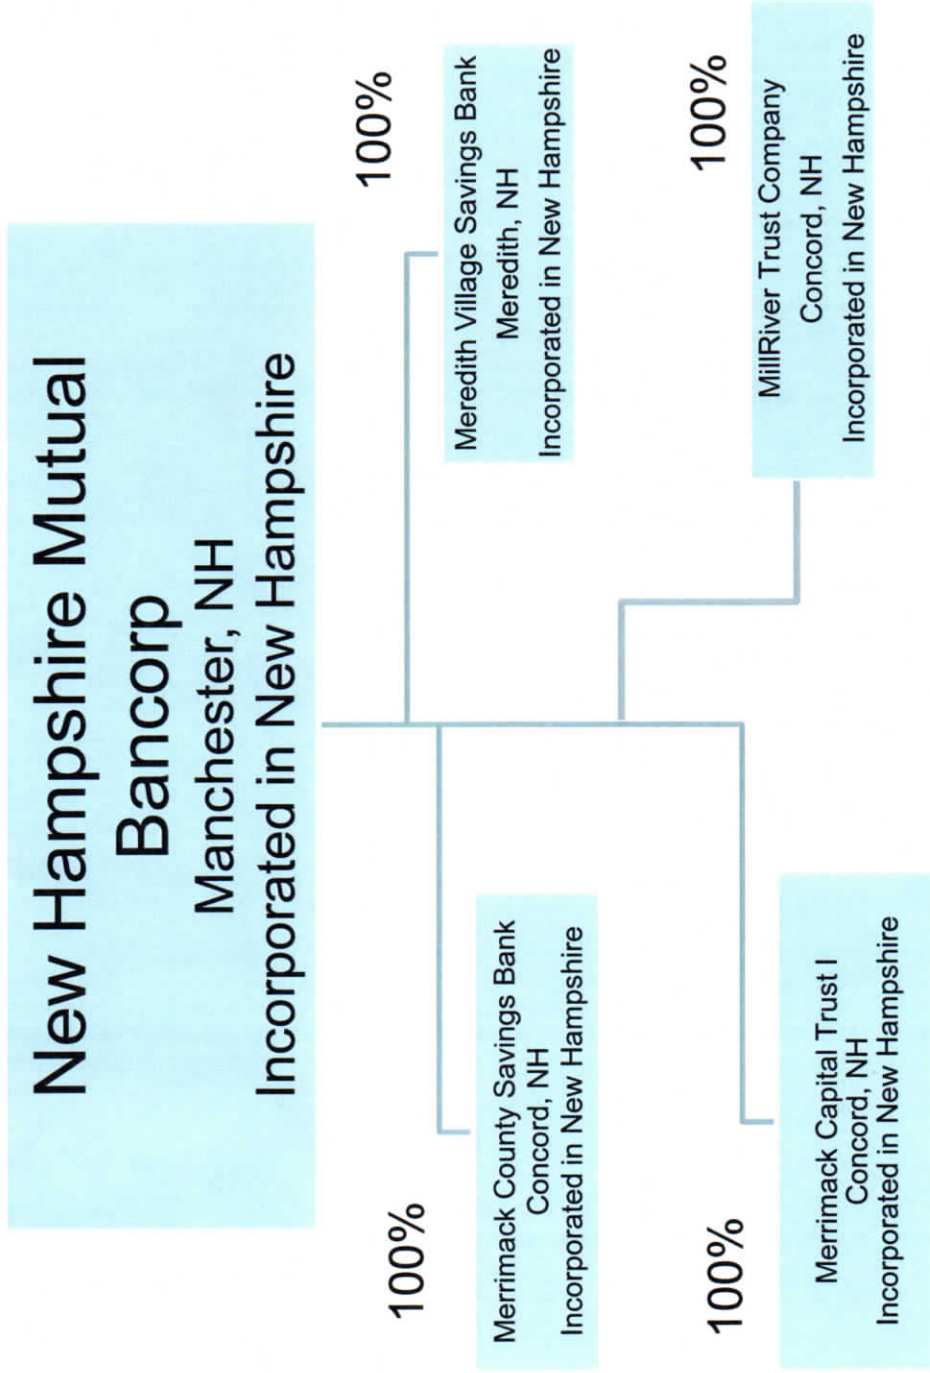 New Hampshire Mutual
Bancorp
Manchester, NH
Incorporated in New Hampshire
100%
Merrimack County Savings Bank
Concord, NH
Incorporated in New Hampshire
100%
Meredith Village Savings Bank
Meredith, NH
Incorporated in New Hampshire
100%
Merrimack Capital Trust I
Concord, NH
Incorporated in New Hampshire
100%
MillRiver Trust Company
Concord, NH
Incorporated in New Hampshire